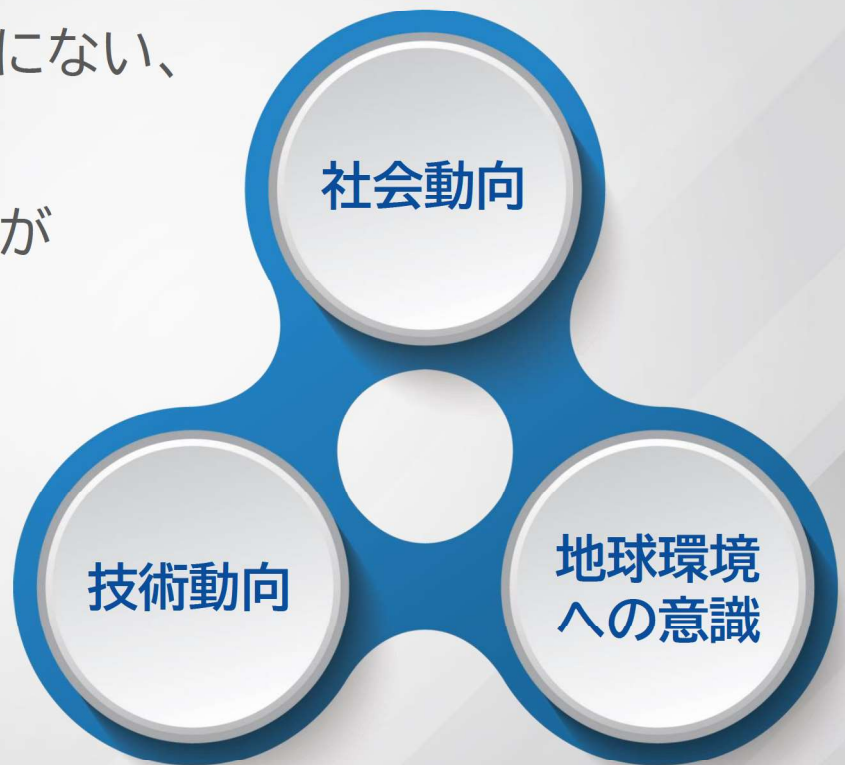 にない、
が
社会動向
技術動向
地球環境
への意識